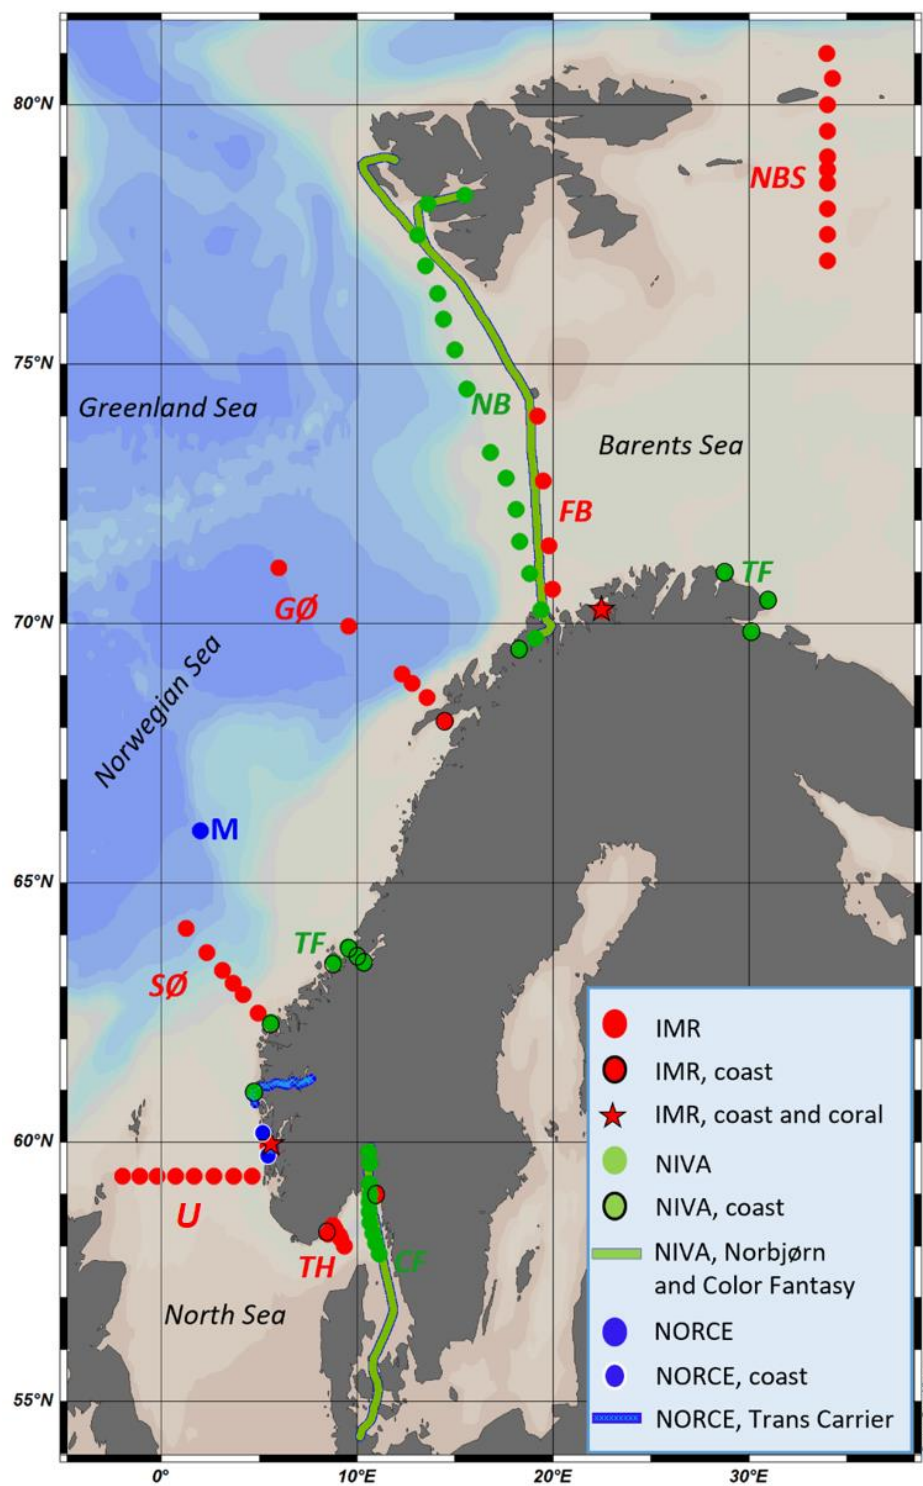 80°N
NBS
75°N
Greenland Sea
NB
Barents Sea
FB
TF
GØ
70°N
Norwegian Sea
M
65°N
TF
SØ
IMR
IMR, coast
IMR, coast and coral
60°N
NIVA
U
NIVA, coast
TH
CF
NIVA, Norbjørn
and Color Fantasy
North Sea
NORCE
NORCE, coast
55°N
NORCE, Trans Carrier
0°
10°E
20°E
30°E